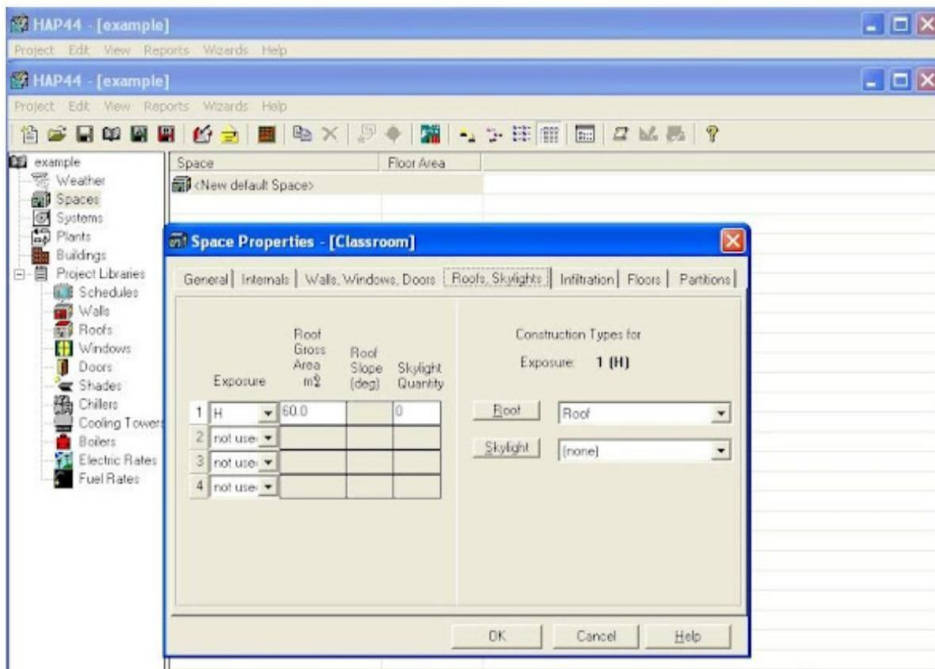 HAP44 - [example]
Project Edit View Reports Wizards Help
HAP44 - [example]
Project Edit View Reports Wizards Help
example
Weather
Spaces
Systems
Plants
Buildings
Project Libraries
Schedules
Walls
Roofs
Windows
Doors
Shades
Chillers
Cooling Towers
Boilers
Electric Rates
Fuel Rates
Space Floor Area
<New default Space>
Space Properties - [Classroom]
General Internals Walls, Windows, Doors Roofs, Skylights Infiltration Floors Partitions
Exposure
Roof
Gross
Area
m²
Roof
Slope
(deg)
Skylight
Quantity
1 H 60.0 0
2 not use
3 not use
4 not use
Construction Types for
Exposure: 1 (H)
Roof Roof
Skylight (none)
OK Cancel Help